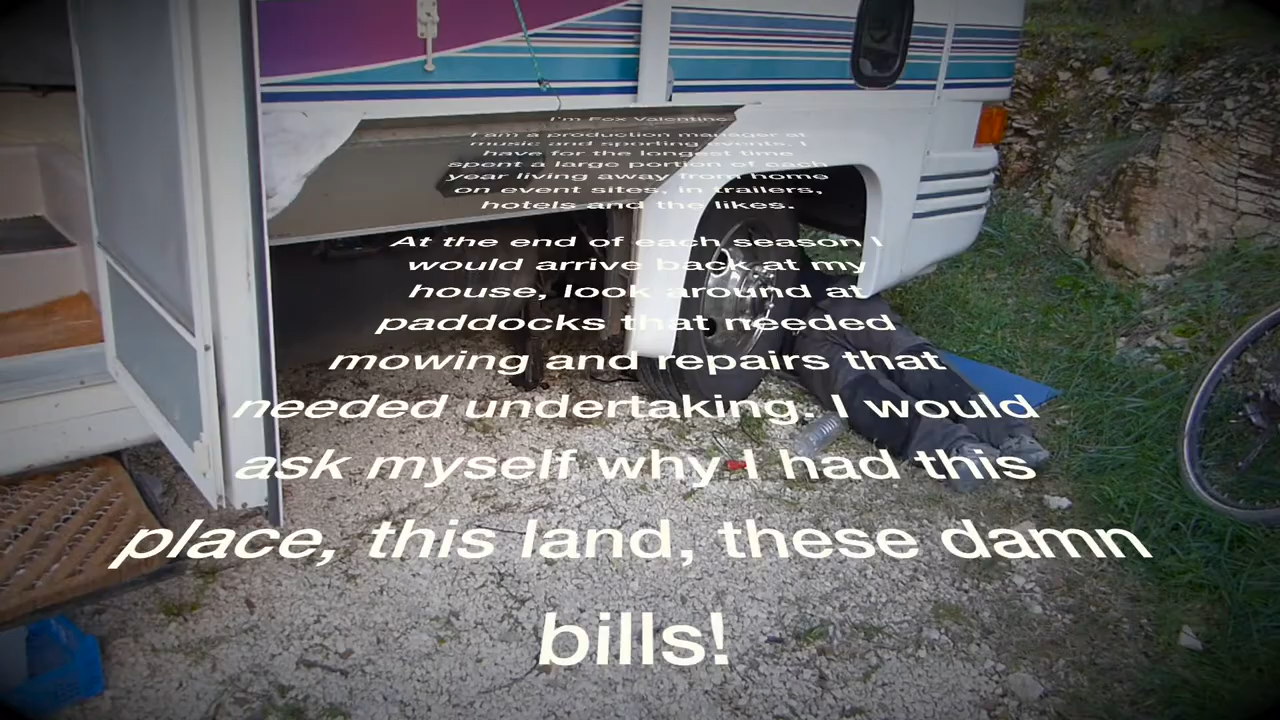 I'm Fox Valentine
I am a production manager at
music and sporting events. I
have for the longest time
spent a large portion of each
year living away from home
on event sites, in trailers,
hotels and the likes.
At the end of each season I
would arrive back at my
house, look around at
paddocks that needed
mowing and repairs that
needed undertaking. I would
ask myself why I had this
place, this land, these damn
bills!